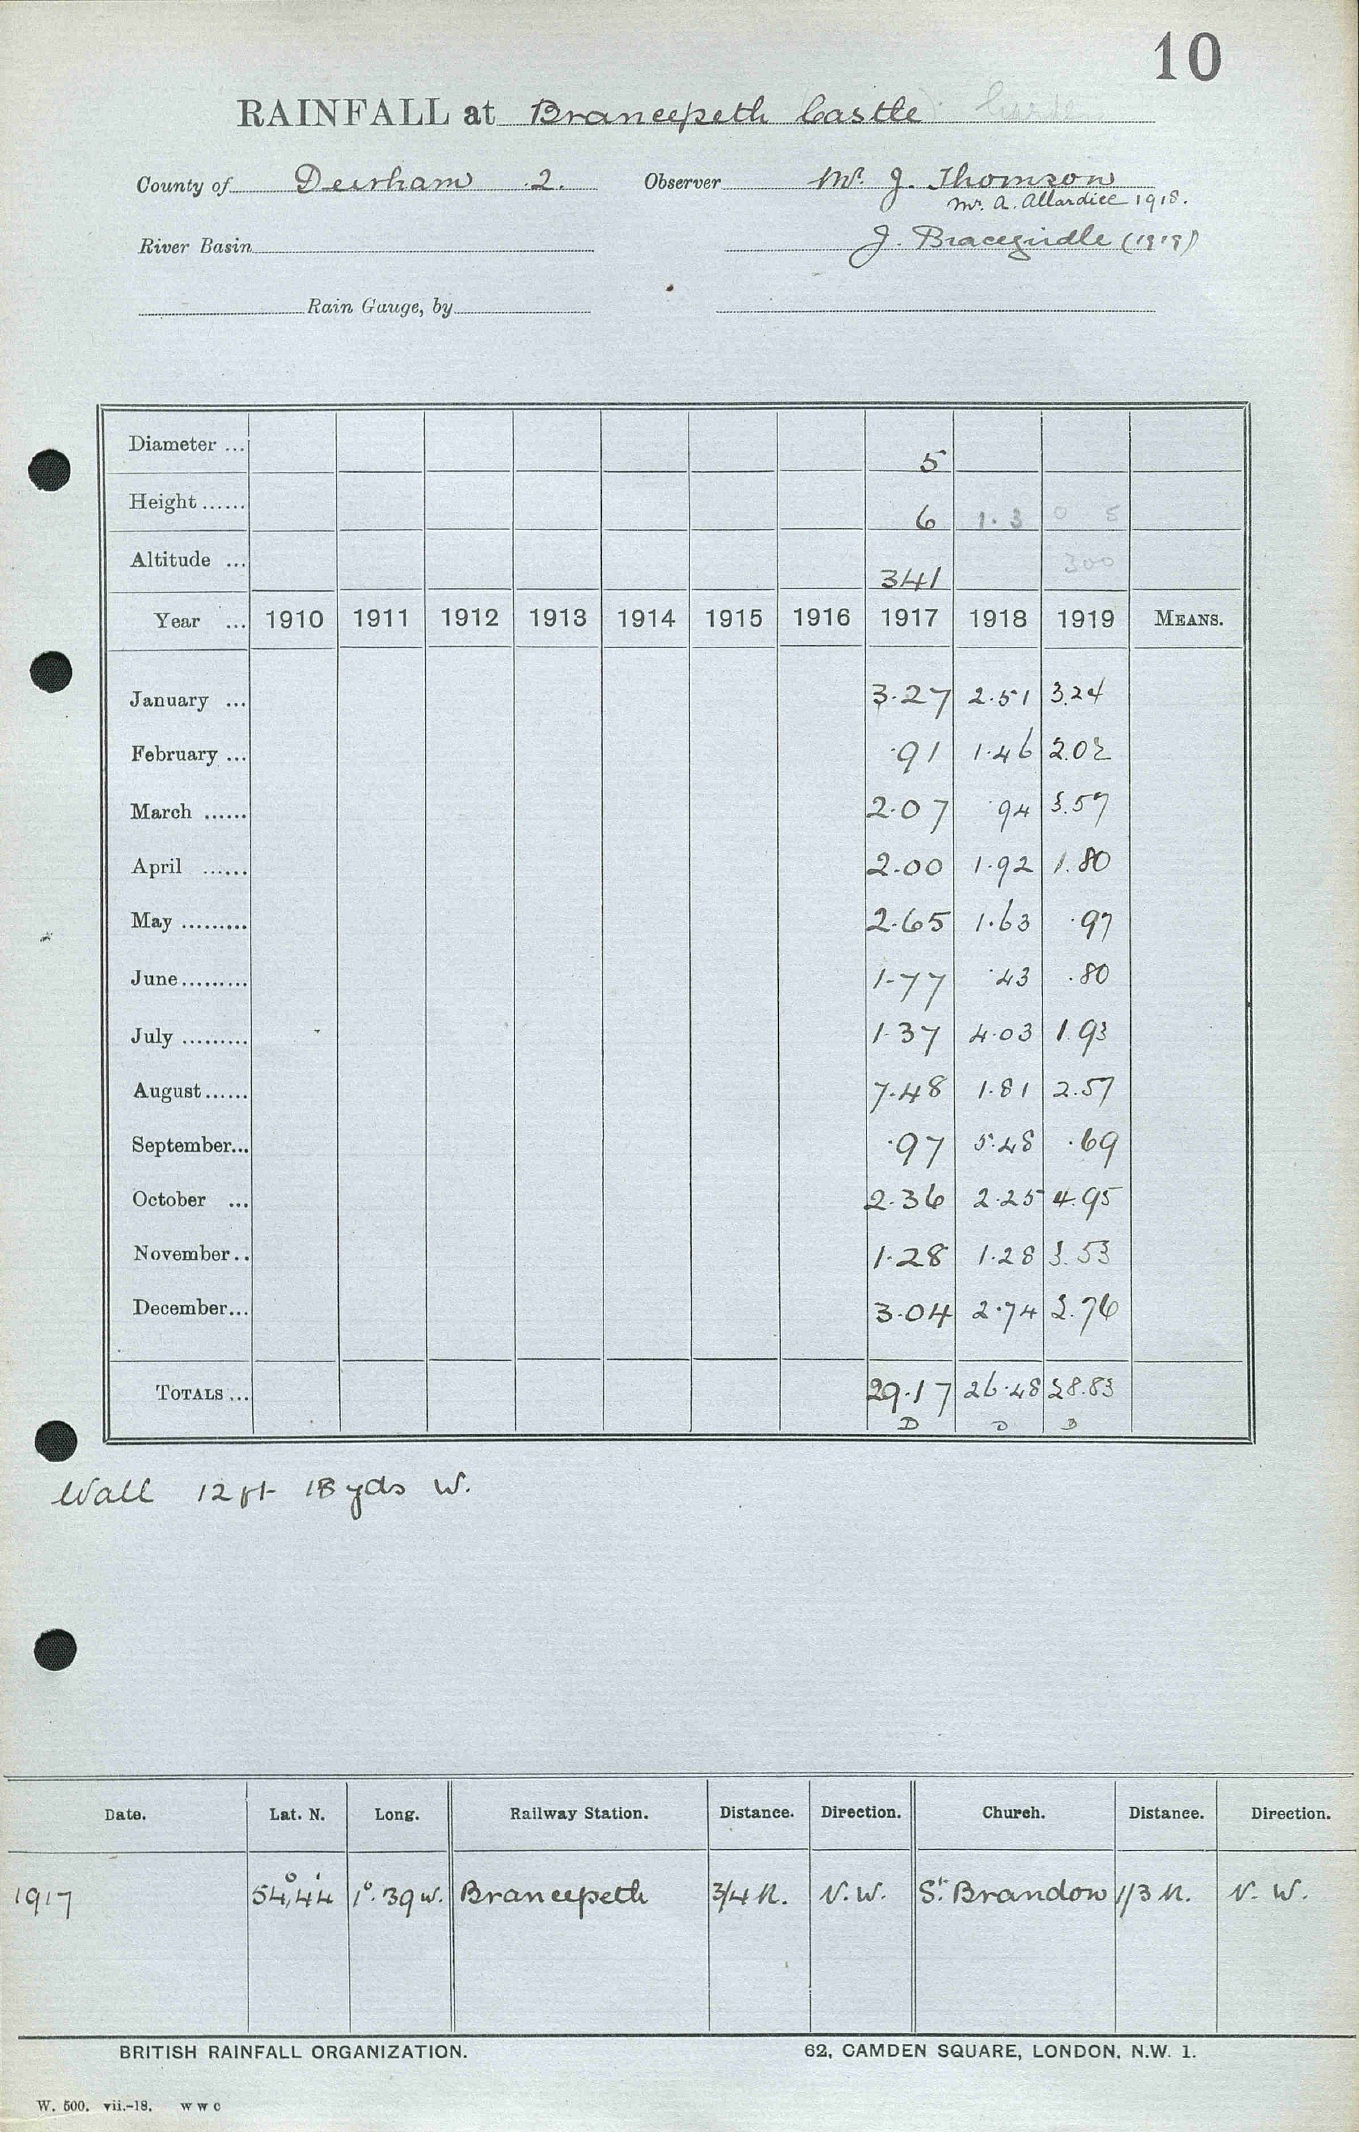 10
RAINFALL at Brancepeth Castle
County of Durham 2. Observer Mr. J. Thomson
Mr. A. Allardice 1918.
River Basin J. Bracegirdle (1919)
Rain Gauge, by
Diameter ... 5
Height ...... 6 1.3 0 5
Altitude ... 341 300
Year ... 1910 1911 1912 1913 1914 1915 1916 1917 1918 1919 MEANS.
January ... 3.27 2.51 3.24
February ... .91 1.46 2.02
March ...... 2.07 .94 3.57
April ...... 2.00 1.92 1.80
May ......... 2.65 1.63 .97
June ......... 1.77 .43 .80
July ......... 1.37 4.03 1.93
August ...... 7.48 1.81 2.57
September... .97 5.48 .69
October ... 2.36 2.25 4.95
November.. 1.28 1.28 3.53
December... 3.04 2.74 2.76
TOTALS ... 29.17 26.48 28.83
D D B
Wall 12 ft 18 yds W.
Date. Lat. N. Long. Railway Station. Distance. Direction. Church. Distance. Direction.
1917 54°,44' 1°.39 w. Brancepeth 3/4 M. N.W. St. Brandon 1/3 M. N. W.
BRITISH RAINFALL ORGANIZATION. 62, CAMDEN SQUARE, LONDON. N.W. 1.
W. 500. vii.-18. W W C